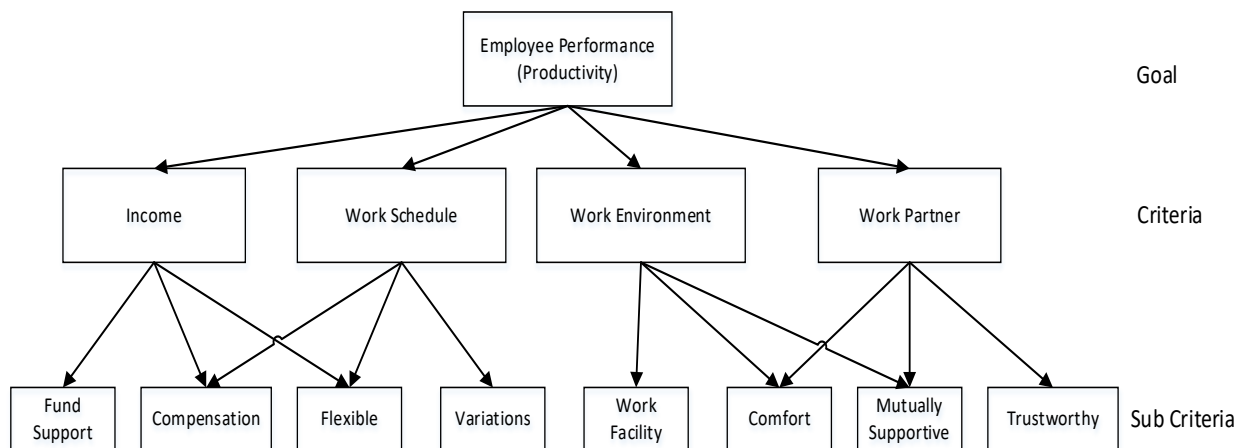 Employee Performance
(Productivity)
Goal
Income
Work Schedule
Work Environment
Work Partner
Criteria
Fund
Support
Compensation
Flexible
Variations
Work
Facility
Comfort
Mutually
Supportive
Trustworthy
Sub Criteria